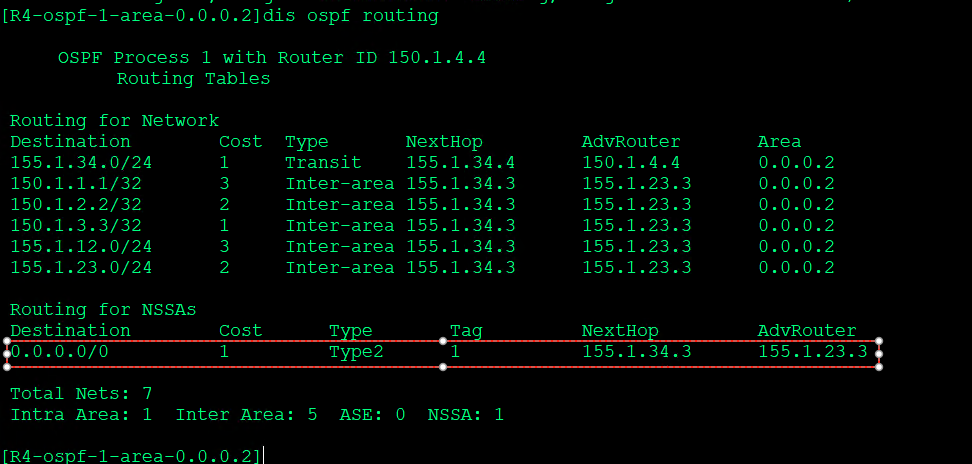 [R4-ospf-1-area-0.0.0.2]dis ospf routing
OSPF Process 1 with Router ID 150.1.4.4
Routing Tables
Routing for Network
Destination Cost Type NextHop AdvRouter Area
155.1.34.0/24 1 Transit 155.1.34.4 150.1.4.4 0.0.0.2
150.1.1.1/32 3 Inter-area 155.1.34.3 155.1.23.3 0.0.0.2
150.1.2.2/32 2 Inter-area 155.1.34.3 155.1.23.3 0.0.0.2
150.1.3.3/32 1 Inter-area 155.1.34.3 155.1.23.3 0.0.0.2
155.1.12.0/24 3 Inter-area 155.1.34.3 155.1.23.3 0.0.0.2
155.1.23.0/24 2 Inter-area 155.1.34.3 155.1.23.3 0.0.0.2
Routing for NSSAs
Destination Cost Type Tag NextHop AdvRouter
0.0.0.0/0 1 Type2 1 155.1.34.3 155.1.23.3
Total Nets: 7
Intra Area: 1 Inter Area: 5 ASE: 0 NSSA: 1
[R4-ospf-1-area-0.0.0.2]